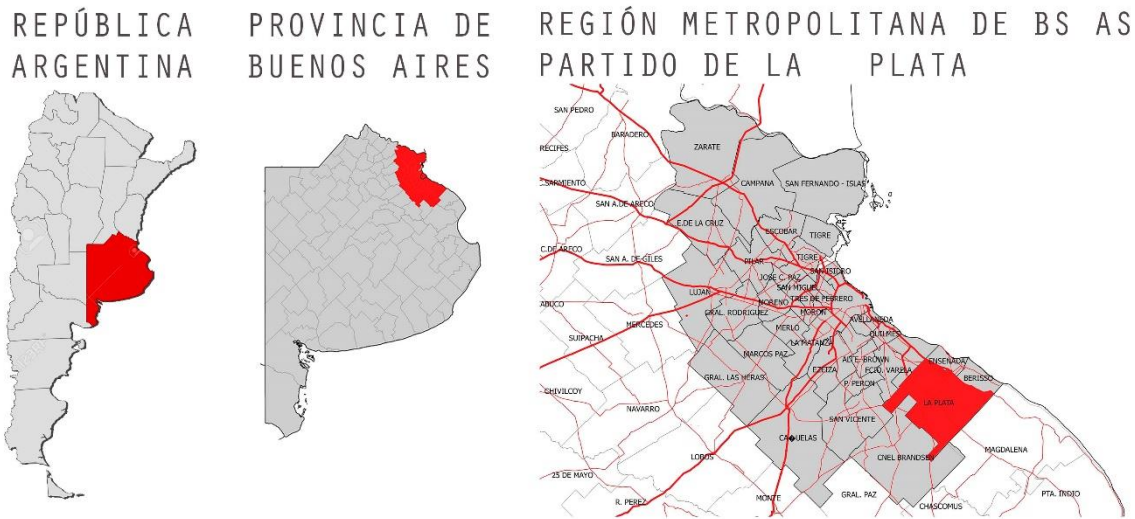 REPÚBLICA
ARGENTINA
PROVINCIA DE
BUENOS AIRES
REGIÓN METROPOLITANA DE BS AS
PARTIDO DE LA PLATA
SAN PEDRO
BARADERO
RECIFES
ZARATE
C.SARMIENTO
CAMPANA
SAN FERNANDO - ISLAS
SAN A.DE ARECO
E.DE LA CRUZ
ESCOBAR
TIGRE
C.DE ARECO
SAN A. DE GILES
PILAR
TIGRE
SAN ISIDRO
JOSE C. PAZ
SAN MIGUEL
LUJAN
MORENO
TRES DE FEBRERO
ABUCO
GRAL. RODRIGUEZ
MORON
AVELLANEDA
MERCEDES
MERLO
QUILMES
SUIPACHA
LA MATANZA
MARCOS PAZ
ALTE. BROWN
ENSENADA
EZEIZA
FCIO. VARELA
BERISSO
GRAL. LAS HERAS
P. PERON
CHIVILCOY
LA PLATA
NAVARRO
SAN VICENTE
CA�UELAS
LOBOS
CNEL BRANDSEN
MAGDALENA
25 DE MAYO
R. PEREZ
MONTE
GRAL. PAZ
PTA. INDIO
CHASCOMUS